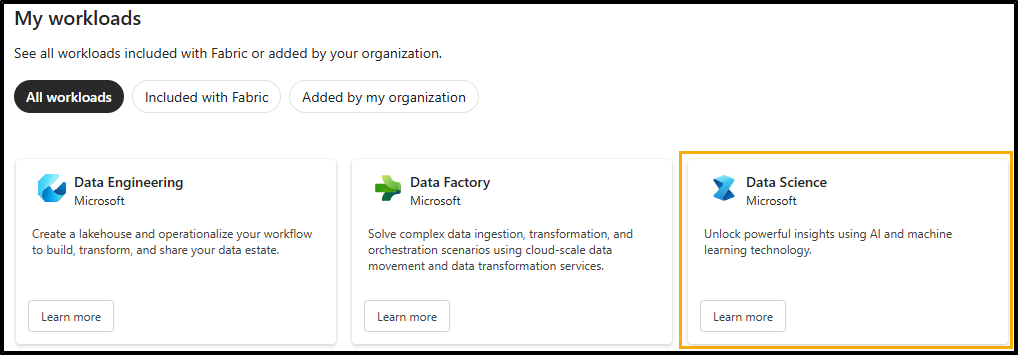 My workloads
See all workloads included with Fabric or added by your organization.
All workloads
Included with Fabric
Added by my organization
Data Engineering
Microsoft
Create a lakehouse and operationalize your workflow
to build, transform, and share your data estate.
Learn more
Data Factory
Microsoft
Solve complex data ingestion, transformation, and
orchestration scenarios using cloud-scale data
movement and data transformation services.
Learn more
Data Science
Microsoft
Unlock powerful insights using AI and machine
learning technology.
Learn more